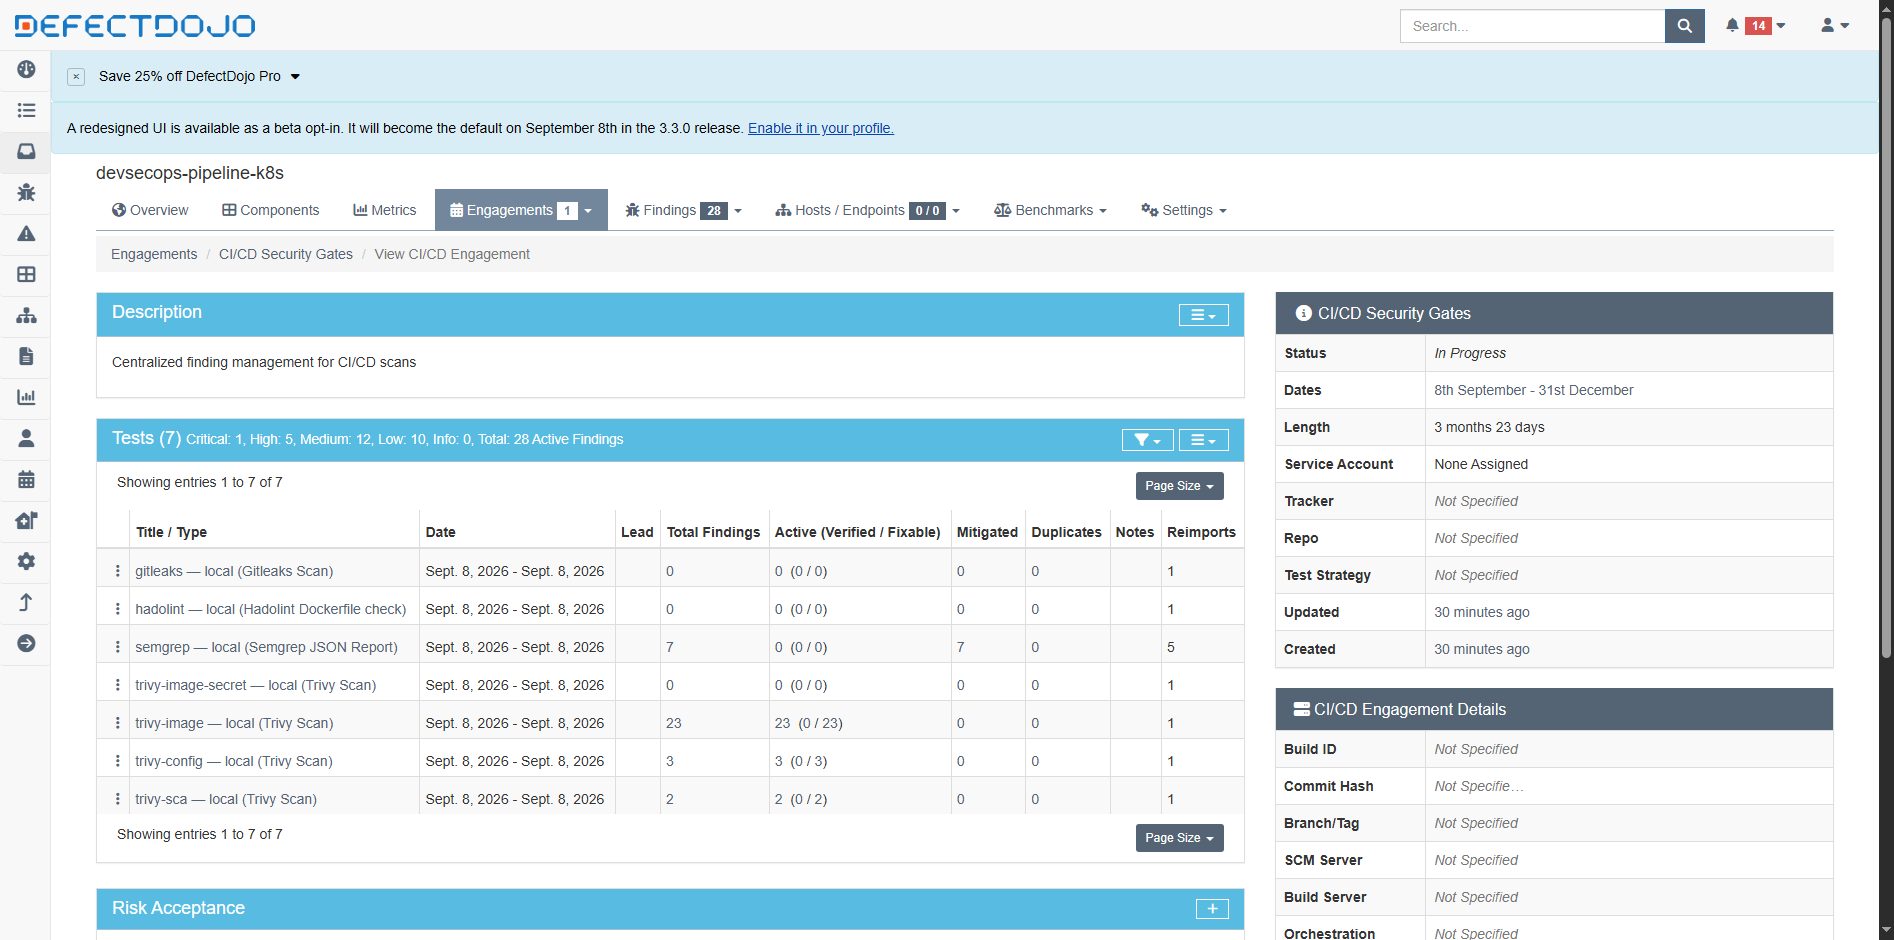 DEFECTDOJO
Search...
14
Save 25% off DefectDojo Pro
A redesigned UI is available as a beta opt-in. It will become the default on September 8th in the 3.3.0 release. Enable it in your profile.
devsecops-pipeline-k8s
Overview Components Metrics Engagements 1 Findings 28 Hosts / Endpoints 0 / 0 Benchmarks Settings
Engagements / CI/CD Security Gates / View CI/CD Engagement
Description
Centralized finding management for CI/CD scans
Tests (7) Critical: 1, High: 5, Medium: 12, Low: 10, Info: 0, Total: 28 Active Findings
Showing entries 1 to 7 of 7
Page Size
Title / Type Date Lead Total Findings Active (Verified / Fixable) Mitigated Duplicates Notes Reimports
gitleaks — local (Gitleaks Scan) Sept. 8, 2026 - Sept. 8, 2026 0 0 (0 / 0) 0 0 1
hadolint — local (Hadolint Dockerfile check) Sept. 8, 2026 - Sept. 8, 2026 0 0 (0 / 0) 0 0 1
semgrep — local (Semgrep JSON Report) Sept. 8, 2026 - Sept. 8, 2026 7 0 (0 / 0) 7 0 5
trivy-image-secret — local (Trivy Scan) Sept. 8, 2026 - Sept. 8, 2026 0 0 (0 / 0) 0 0 1
trivy-image — local (Trivy Scan) Sept. 8, 2026 - Sept. 8, 2026 23 23 (0 / 23) 0 0 1
trivy-config — local (Trivy Scan) Sept. 8, 2026 - Sept. 8, 2026 3 3 (0 / 3) 0 0 1
trivy-sca — local (Trivy Scan) Sept. 8, 2026 - Sept. 8, 2026 2 2 (0 / 2) 0 0 1
Showing entries 1 to 7 of 7
Page Size
Risk Acceptance
CI/CD Security Gates
Status In Progress
Dates 8th September - 31st December
Length 3 months 23 days
Service Account None Assigned
Tracker Not Specified
Repo Not Specified
Test Strategy Not Specified
Updated 30 minutes ago
Created 30 minutes ago
CI/CD Engagement Details
Build ID Not Specified
Commit Hash Not Specifie…
Branch/Tag Not Specified
SCM Server Not Specified
Build Server Not Specified
Orchestration Not Specified